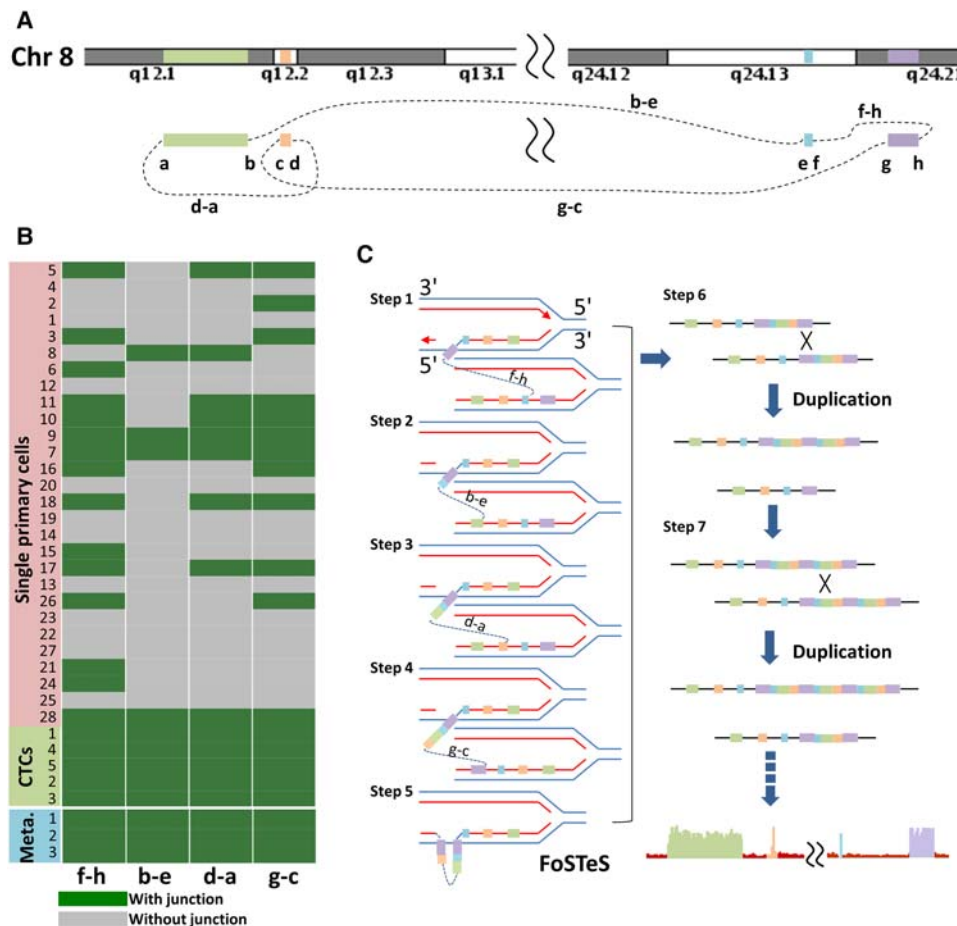 A
Chr 8
q12.1 q12.2 q12.3 q13.1 q24.12 q24.13 q24.21
b-e
f-h
a b c d e f g h
d-a
g-c
B
Single primary cells
5
4
2
1
3
8
6
12
11
10
9
7
16
20
18
19
14
15
17
13
26
23
22
27
21
24
25
28
CTCs
1
4
5
2
3
Meta.
1
2
3
f-h b-e d-a g-c
With junction
Without junction
C
Step 1
3'
5'
3'
5'
f-h
Step 2
b-e
Step 3
d-a
Step 4
g-c
Step 5
FoSTeS
Step 6
Duplication
Step 7
Duplication